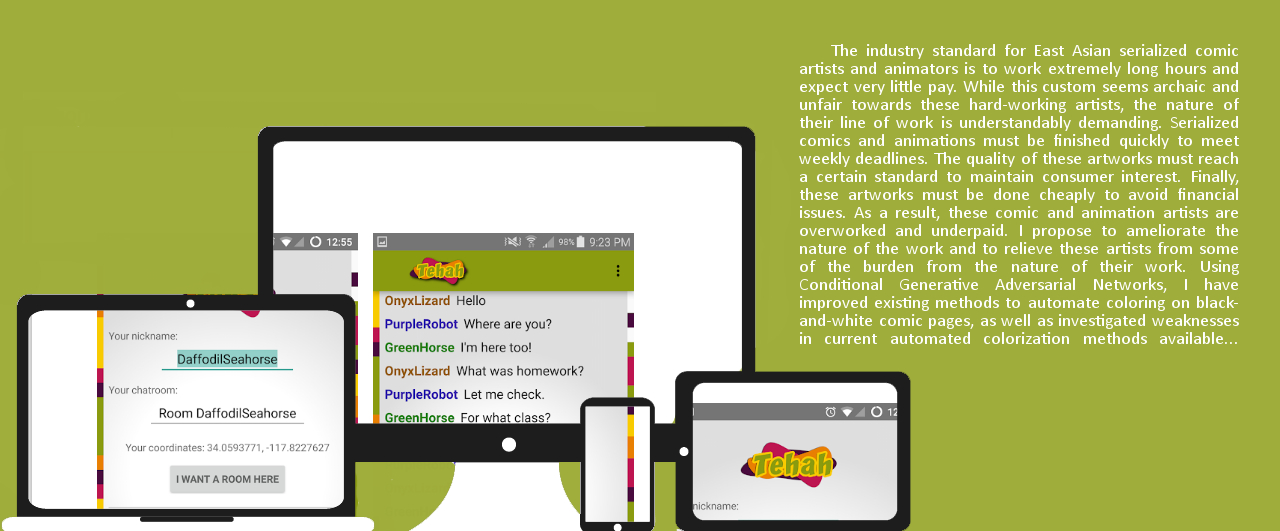 The industry standard for East Asian serialized comic
artists and animators is to work extremely long hours and
expect very little pay. While this custom seems archaic and
unfair towards these hard-working artists, the nature of
their line of work is understandably demanding. Serialized
comics and animations must be finished quickly to meet
weekly deadlines. The quality of these artworks must reach
a certain standard to maintain consumer interest. Finally,
these artworks must be done cheaply to avoid financial
issues. As a result, these comic and animation artists are
overworked and underpaid. I propose to ameliorate the
nature of the work and to relieve these artists from some
of the burden from the nature of their work. Using
Conditional Generative Adversarial Networks, I have
improved existing methods to automate coloring on black-
and-white comic pages, as well as investigated weaknesses
in current automated colorization methods available...
12:55
98% 9:23 PM
Tehah
OnyxLizard Hello
PurpleRobot Where are you?
GreenHorse I'm here too!
OnyxLizard What was homework?
PurpleRobot Let me check.
GreenHorse For what class?
Your nickname:
DaffodilSeahorse
Your chatroom:
Room DaffodilSeahorse
Your coordinates: 34.0593771, -117.8227627
I WANT A ROOM HERE
12
Tehah
nickname: